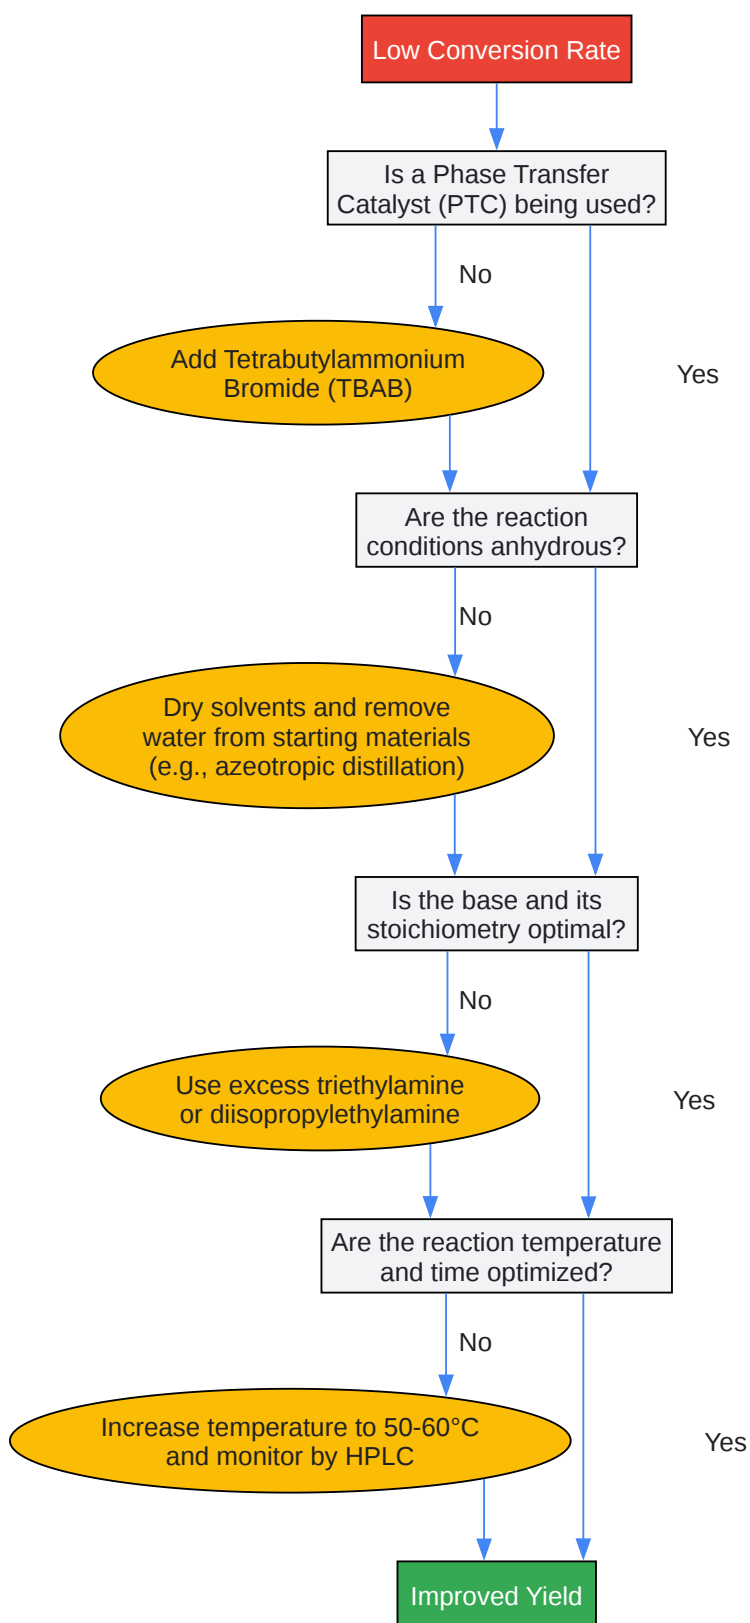 Low Conversion Rate
Is a Phase Transfer
Catalyst (PTC) being used?
No
Add Tetrabutylammonium
Bromide (TBAB)
Yes
Are the reaction
conditions anhydrous?
No
Dry solvents and remove
water from starting materials
(e.g., azeotropic distillation)
Yes
Is the base and its
stoichiometry optimal?
No
Use excess triethylamine
or diisopropylethylamine
Yes
Are the reaction temperature
and time optimized?
No
Increase temperature to 50-60°C
and monitor by HPLC
Yes
Improved Yield